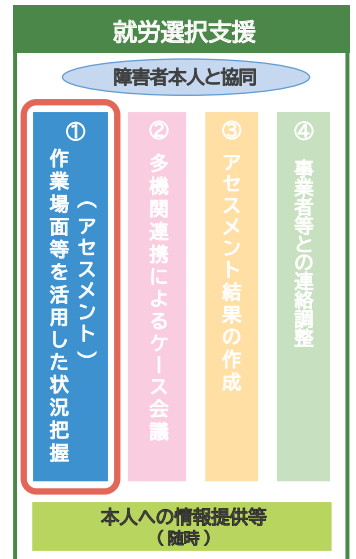 就労選択支援
障害者本人と協同
①
作業場面等を活用した状況把握
（アセスメント）
②
多機関連携によるケース会議
③
アセスメント結果の作成
④
事業者等との連絡調整
本人への情報提供等
（随時）